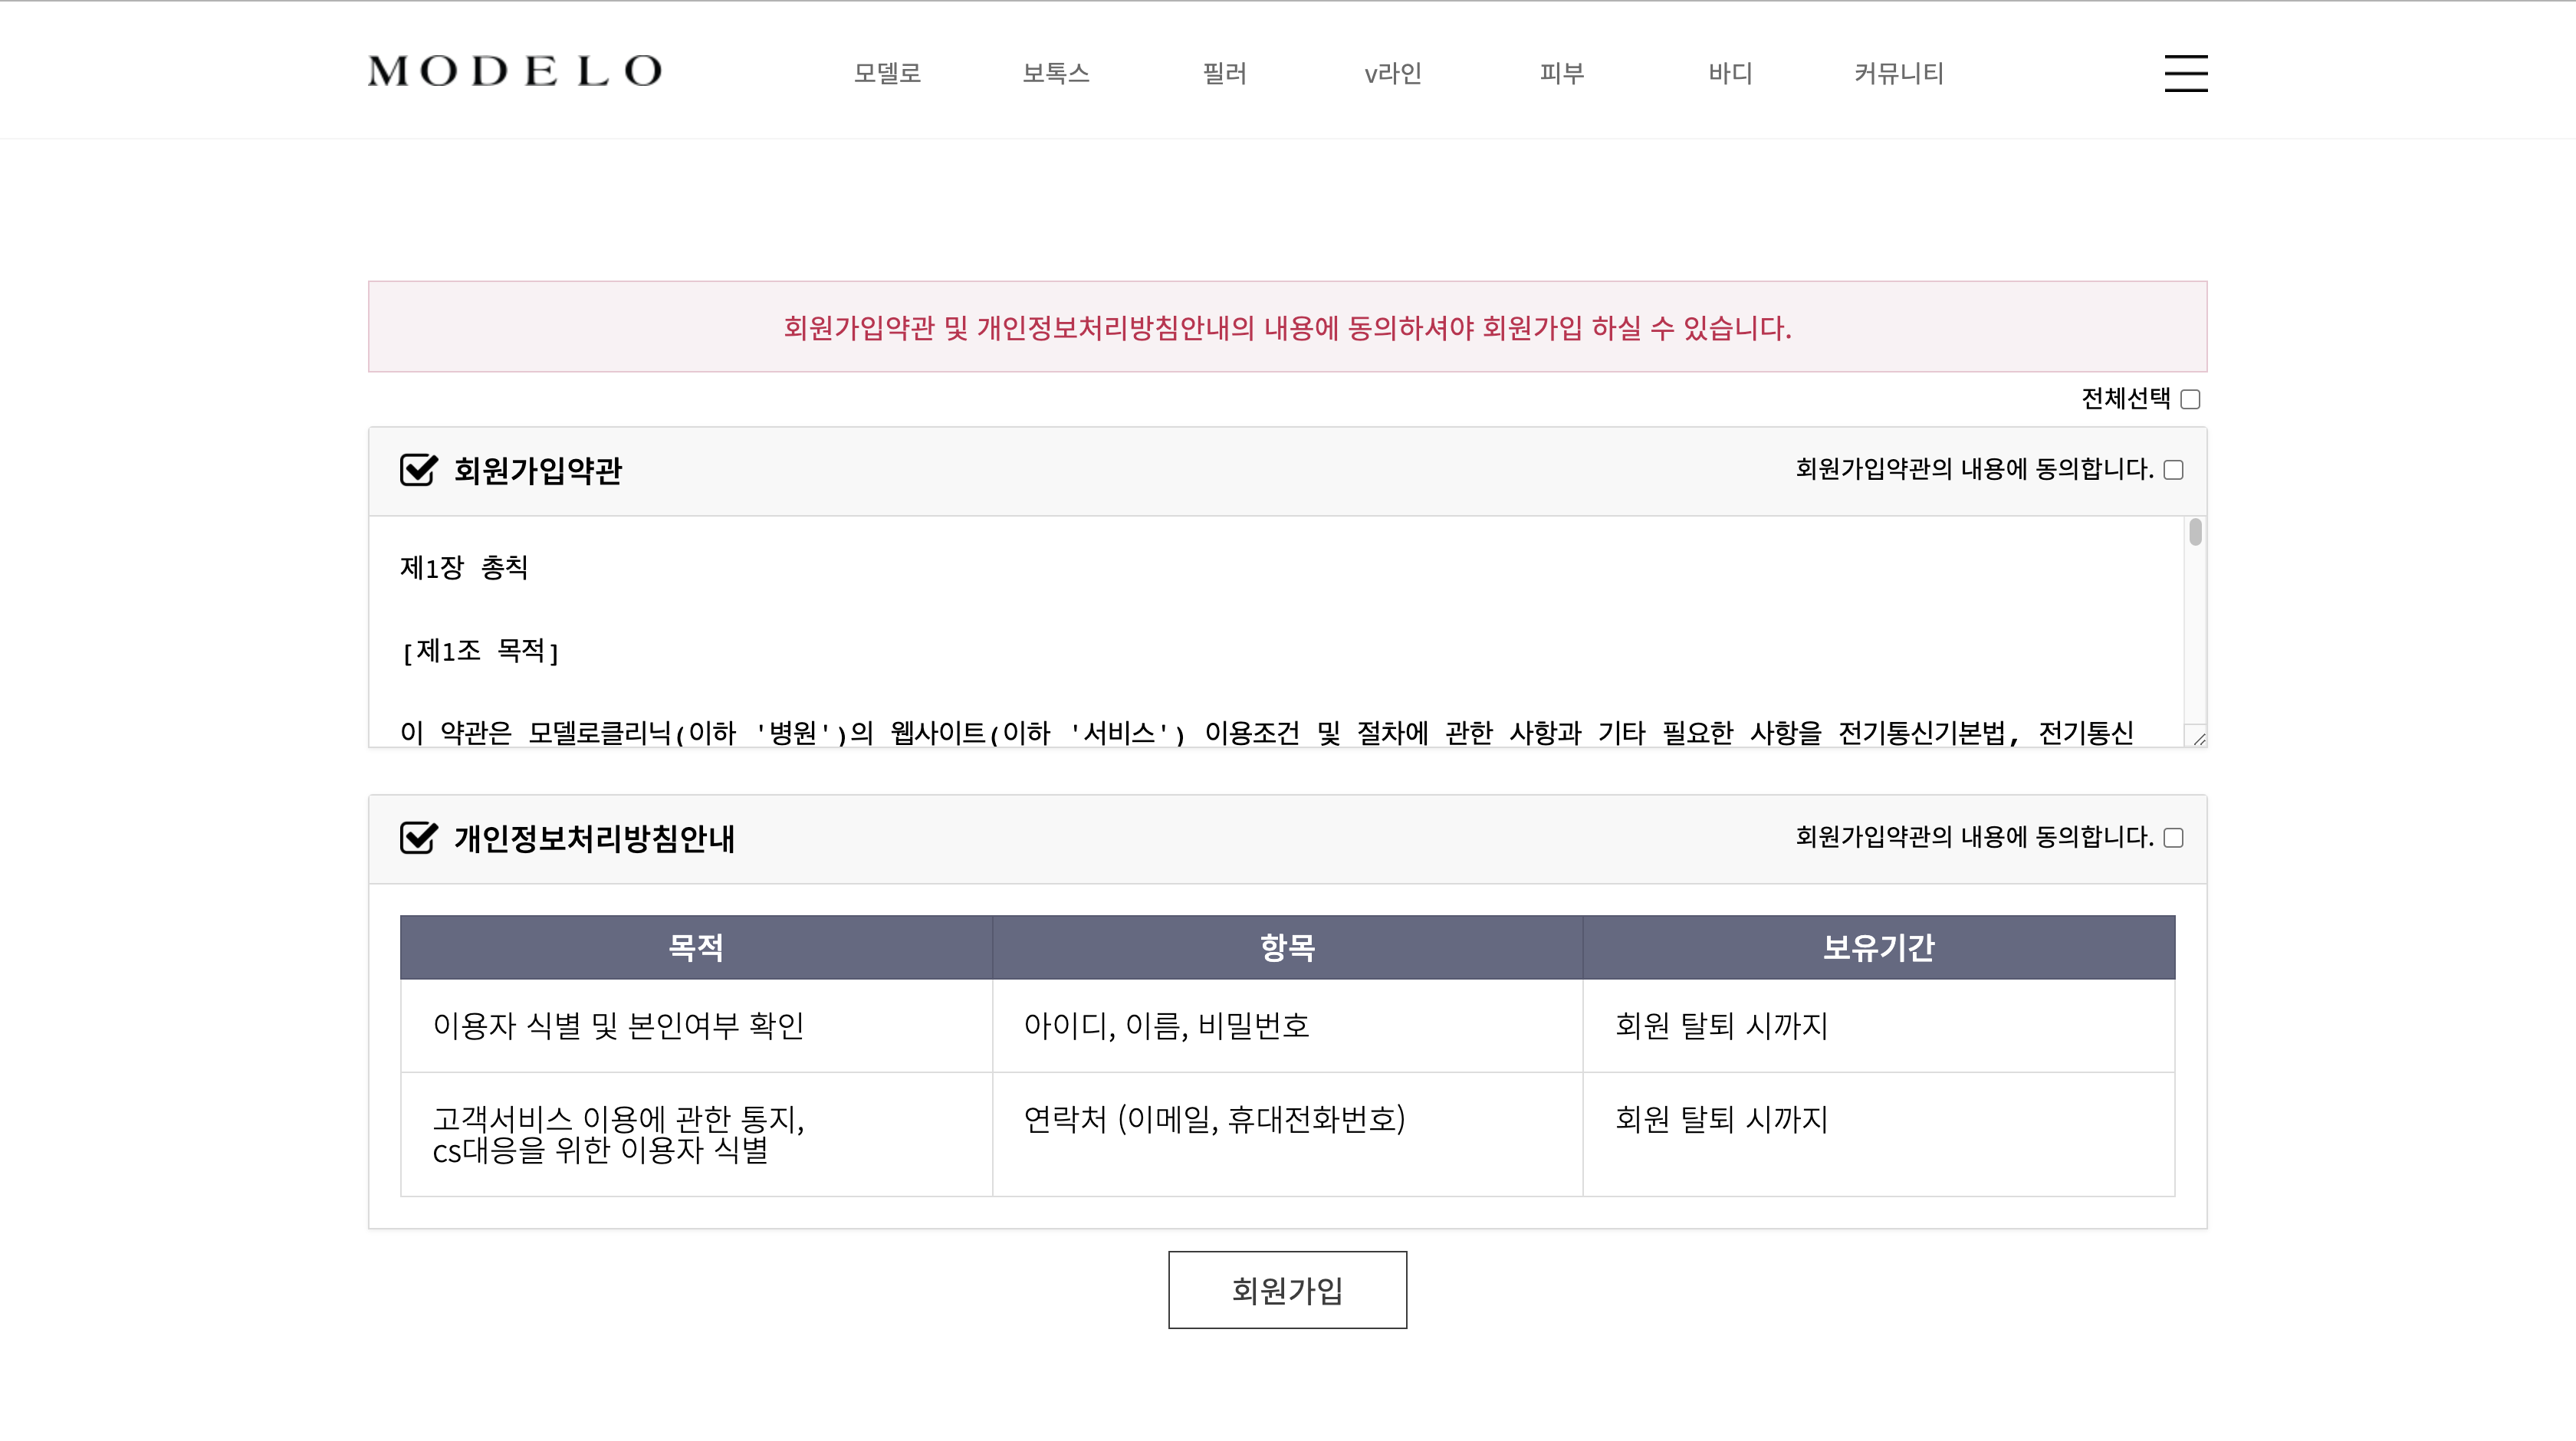 MODELO
모델로 보톡스 필러 v라인 피부 바디 커뮤니티
회원가입약관 및 개인정보처리방침안내의 내용에 동의하셔야 회원가입 하실 수 있습니다.
전체선택
회원가입약관 회원가입약관의 내용에 동의합니다.
제1장 총칙
[제1조 목적]
이 약관은 모델로클리닉(이하 '병원')의 웹사이트(이하 '서비스') 이용조건 및 절차에 관한 사항과 기타 필요한 사항을 전기통신기본법, 전기통신
개인정보처리방침안내 회원가입약관의 내용에 동의합니다.
목적 항목 보유기간
이용자 식별 및 본인여부 확인 아이디, 이름, 비밀번호 회원 탈퇴 시까지
고객서비스 이용에 관한 통지, 연락처 (이메일, 휴대전화번호) 회원 탈퇴 시까지
cs대응을 위한 이용자 식별
회원가입